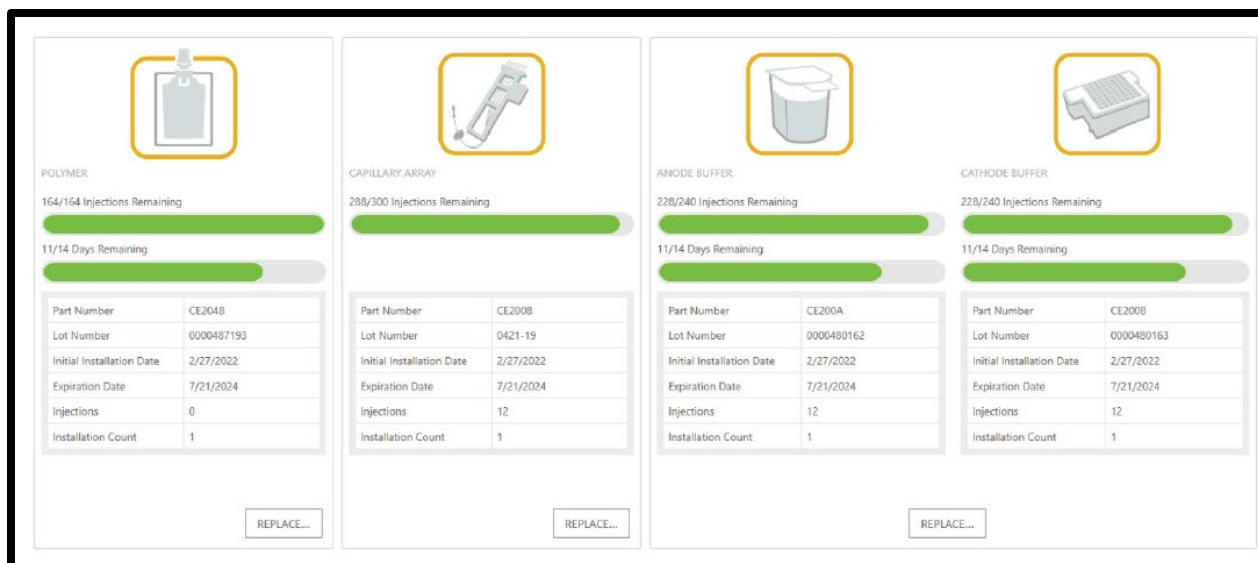 POLYMER
164/164 Injections Remaining
11/14 Days Remaining
Part Number CE204B
Lot Number 0000487193
Initial Installation Date 2/27/2022
Expiration Date 7/21/2024
Injections 0
Installation Count 1
REPLACE...
CAPILLARY ARRAY
288/300 Injections Remaining
Part Number CE200B
Lot Number 0421-19
Initial Installation Date 2/27/2022
Expiration Date 7/21/2024
Injections 12
Installation Count 1
REPLACE...
ANODE BUFFER
228/240 Injections Remaining
11/14 Days Remaining
Part Number CE200A
Lot Number 0000480162
Initial Installation Date 2/27/2022
Expiration Date 7/21/2024
Injections 12
Installation Count 1
CATHODE BUFFER
228/240 Injections Remaining
11/14 Days Remaining
Part Number CE200B
Lot Number 0000480163
Initial Installation Date 2/27/2022
Expiration Date 7/21/2024
Injections 12
Installation Count 1
REPLACE...